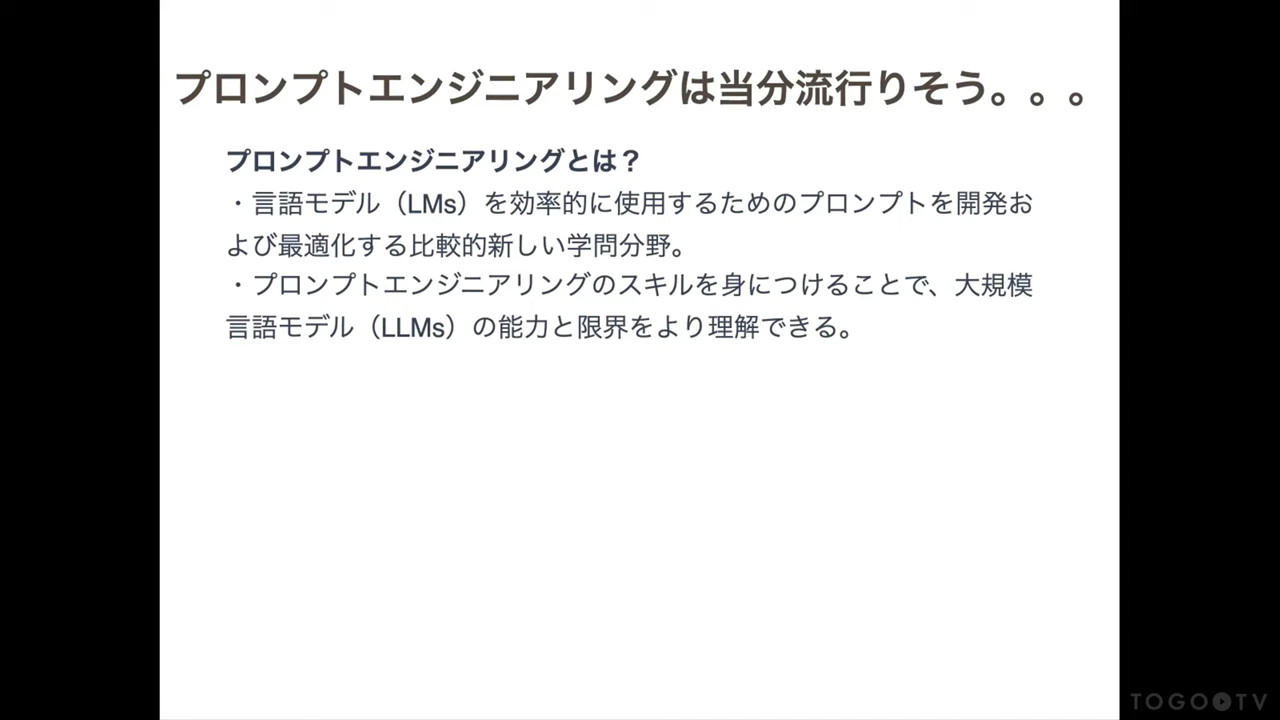 プロンプトエンジニアリングは当分流行りそう。。。
プロンプトエンジニアリングとは？
・言語モデル（LMs）を効率的に使用するためのプロンプトを開発お
よび最適化する比較的新しい学問分野。
・プロンプトエンジニアリングのスキルを身につけることで、大規模
言語モデル（LLMs）の能力と限界をより理解できる。
TOGOTV